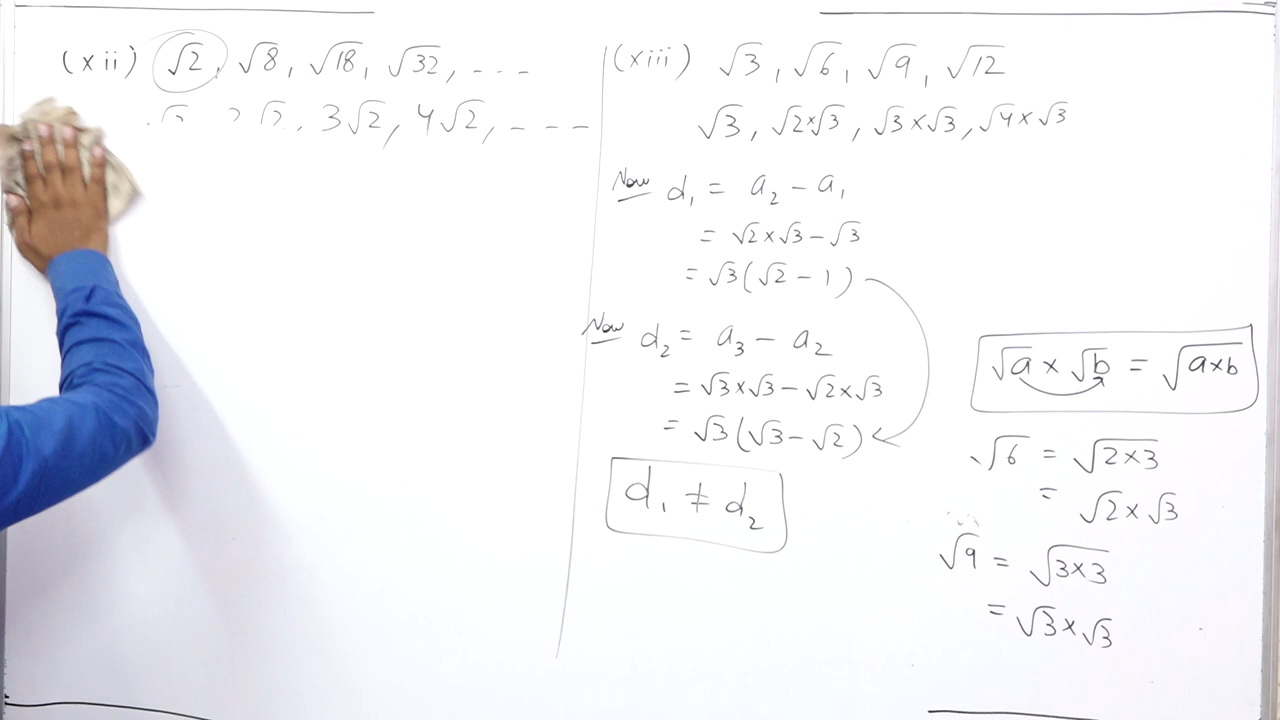 (xii) √2, √8, √18, √32, - - -
3√2, 4√2, - - - -
(xiii) √3, √6, √9, √12
√3, √2×√3, √3×√3, √4×√3
Now d₁ = a₂ - a₁
= √2×√3 - √3
= √3(√2 - 1)
Now d₂ = a₃ - a₂
= √3×√3 - √2×√3
= √3(√3 - √2)
d₁ ≠ d₂
√a × √b = √a×b
√6 = √2×3
= √2×√3
√9 = √3×3
= √3×√3